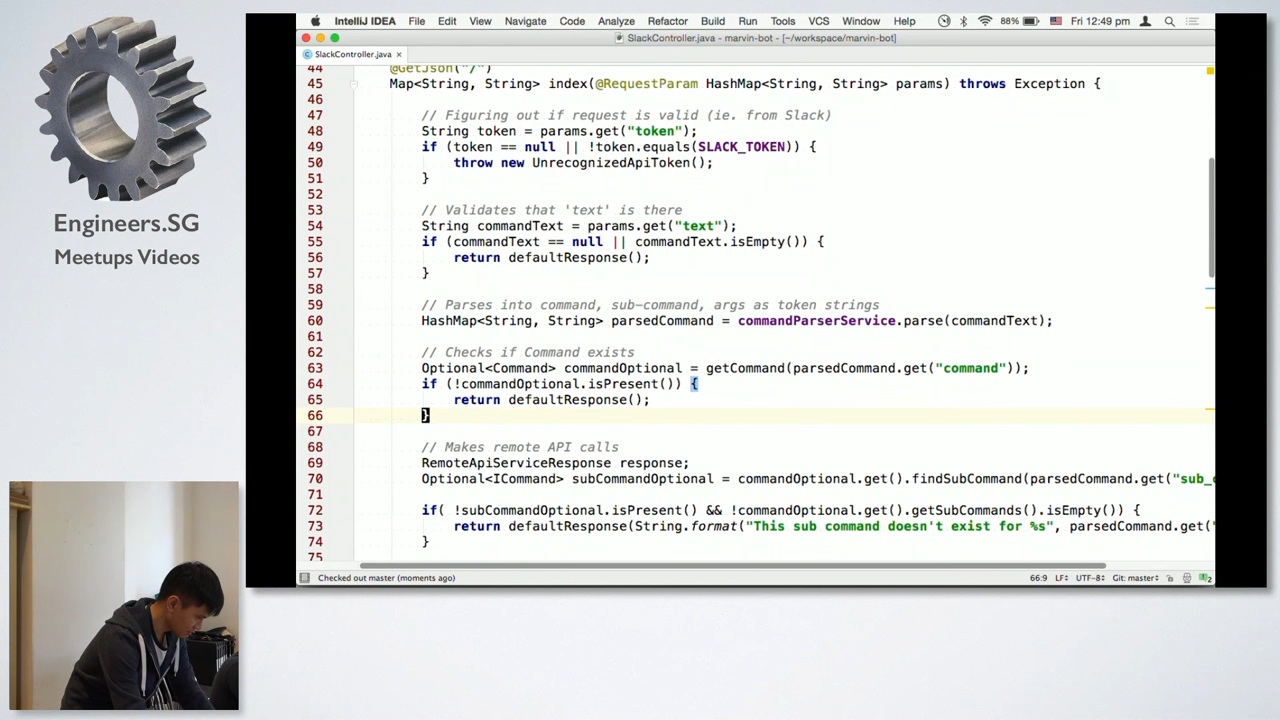 IntelliJ IDEA File Edit View Navigate Code Analyze Refactor Build Run Tools VCS Window Help 88% Fri 12:49 pm
SlackController.java - marvin-bot - [~/workspace/marvin-bot]
SlackController.java
Engineers.SG
Meetups Videos
44 @GetJson("/")
45 Map<String, String> index(@RequestParam HashMap<String, String> params) throws Exception {
46
47 // Figuring out if request is valid (ie. from Slack)
48 String token = params.get("token");
49 if (token == null || !token.equals(SLACK_TOKEN)) {
50 throw new UnrecognizedApiToken();
51 }
52
53 // Validates that 'text' is there
54 String commandText = params.get("text");
55 if (commandText == null || commandText.isEmpty()) {
56 return defaultResponse();
57 }
58
59 // Parses into command, sub-command, args as token strings
60 HashMap<String, String> parsedCommand = commandParserService.parse(commandText);
61
62 // Checks if Command exists
63 Optional<Command> commandOptional = getCommand(parsedCommand.get("command"));
64 if (!commandOptional.isPresent()) {
65 return defaultResponse();
66 }
67
68 // Makes remote API calls
69 RemoteApiServiceResponse response;
70 Optional<ICommand> subCommandOptional = commandOptional.get().findSubCommand(parsedCommand.get("sub_
71
72 if( !subCommandOptional.isPresent() && !commandOptional.get().getSubCommands().isEmpty()) {
73 return defaultResponse(String.format("This sub command doesn't exist for %s", parsedCommand.get("
74 }
75
Checked out master (moments ago) 66:9 LF UTF-8 Git: master 2